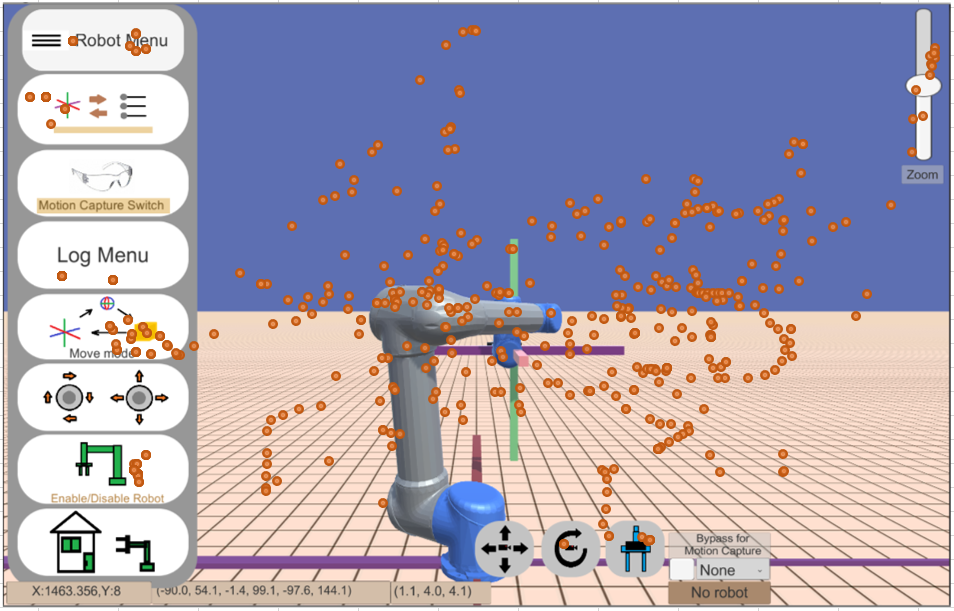 Robot Menu
Motion Capture Switch
Log Menu
Move mode
Enable/Disable Robot
Zoom
Bypass for
Motion Capture
None
No robot
X:1463.356,Y:8
(-90.0, 54.1, -1.4, 99.1, -97.6, 144.1)
(1.1, 4.0, 4.1)